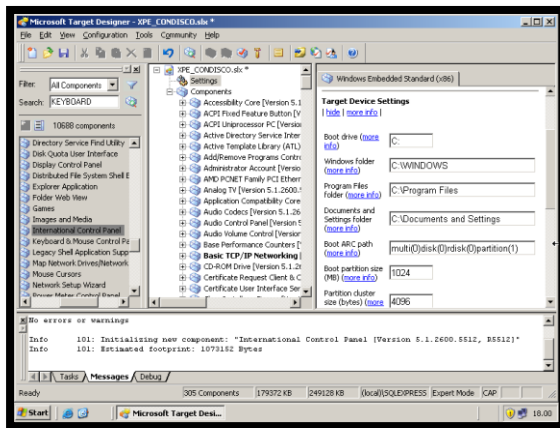 Microsoft Target Designer - XPE_CONDISCO.slx *
File Edit View Configuration Tools Community Help
Filter: All Components
Search: KEYBOARD
10688 components
Directory Service Find Utility
Disk Quota User Interface
Display Control Panel
Distributed File System Shell E
Explorer Application
Folder Web View
Games
Images and Media
International Control Panel
Keyboard & Mouse Control Pa
Legacy Shell Application Supp
Map Network Drives/Network
Mouse Cursors
Network Setup Wizard
Power Meter Control Panel
XPE_CONDISCO.slx *
Settings
Components
Accessibility Core [Version 5.1
ACPI Fixed Feature Button [V
ACPI Uniprocessor PC [Version
Active Directory Service Inter
Active Template Library (ATL)
Add/Remove Programs Contro
Administrator Account [Versio
AMD PCNET Family PCI Ether
Analog TV [Version 5.1.2600.
Application Compatibility Core
Audio Codecs [Version 5.1.26
Audio Control Panel [Version 5
Audio Volume Control [Version
Base Performance Counters [
Basic TCP/IP Networking [
CD-ROM Drive [Version 5.1.26
Certificate Request Client & C
Certificate User Interface Ser
Windows Embedded Standard (x86)
Target Device Settings
| hide | more info |
Boot drive (more info) C:
Windows folder (more info) C:\WINDOWS
Program Files folder (more info) C:\Program Files
Documents and Settings folder (more info) C:\Documents and Settings
Boot ARC path (more info) multi(0)disk(0)rdisk(0)partition(1)
Boot partition size (MB) (more info) 1024
Partition cluster size (bytes) (more 4096
No errors or warnings
Info 101: Initializing new component: "International Control Panel [Version 5.1.2600.5512, R5512]"
Info 101: Estimated footprint: 1073152 Bytes
Tasks Messages Debug
Ready 305 Components 179372 KB 249128 KB (local)\SQLEXPRESS Expert Mode CAP
Start Microsoft Target Desi... 18.00